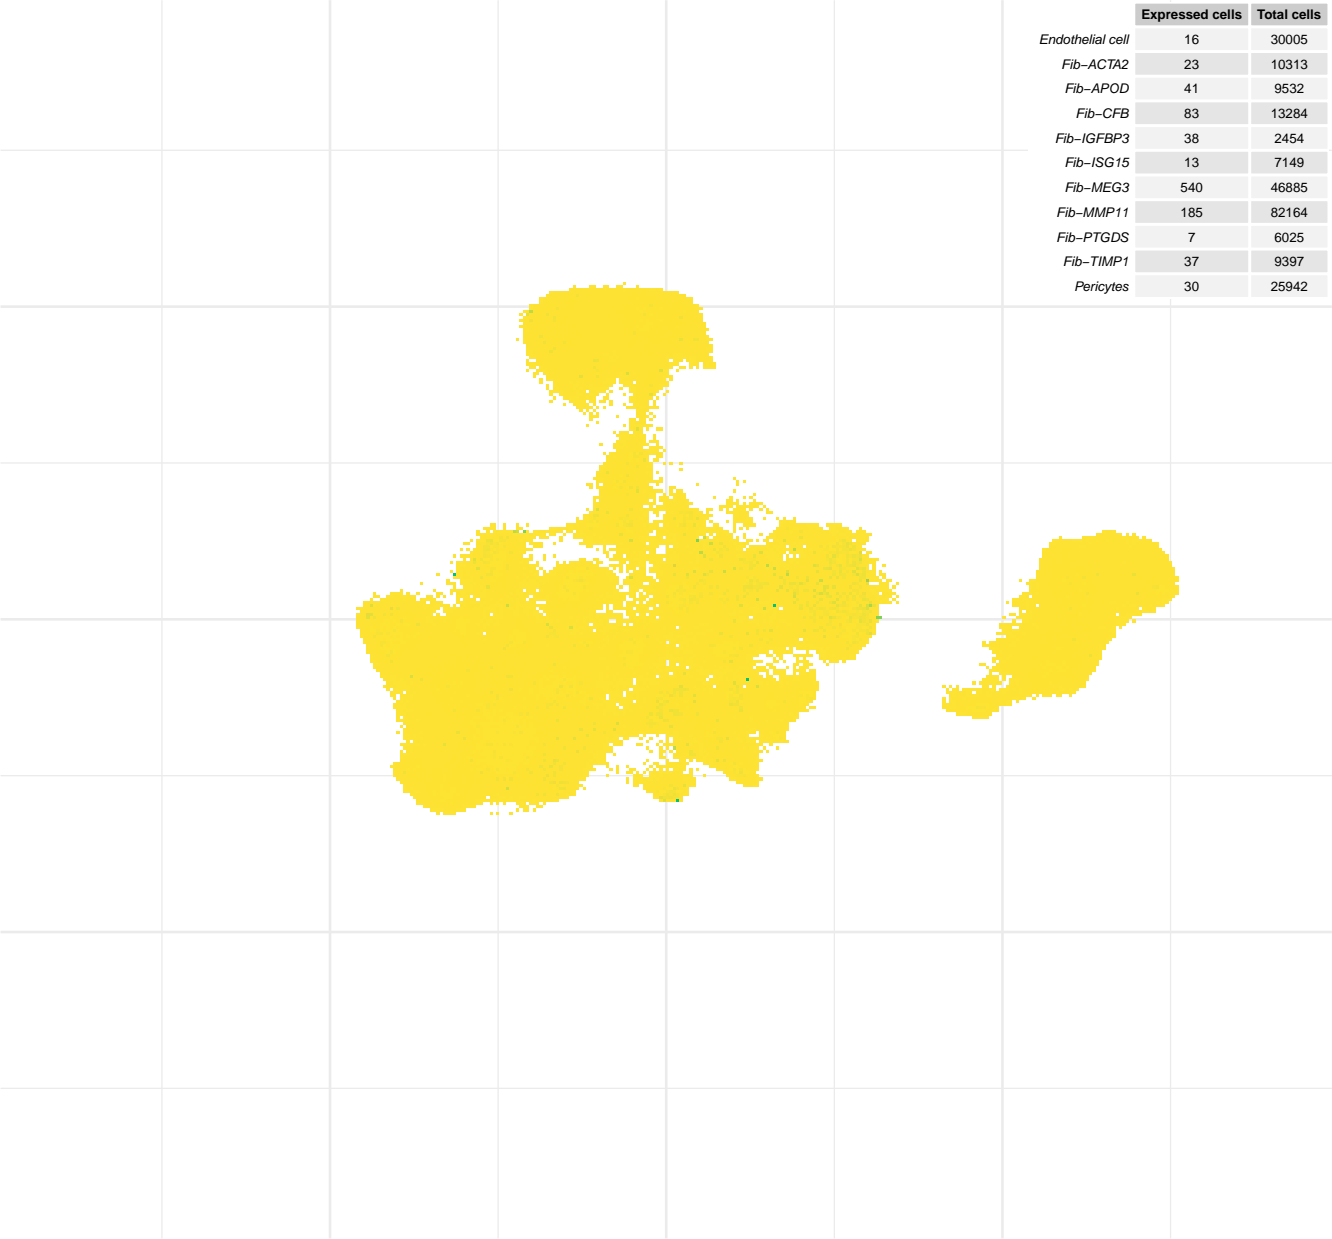 Expressed cells Total cells
Endothelial cell 16 30005
Fib−ACTA2 23 10313
Fib−APOD 41 9532
Fib−CFB 83 13284
Fib−IGFBP3 38 2454
Fib−ISG15 13 7149
Fib−MEG3 540 46885
Fib−MMP11 185 82164
Fib−PTGDS 7 6025
Fib−TIMP1 37 9397
Pericytes 30 25942